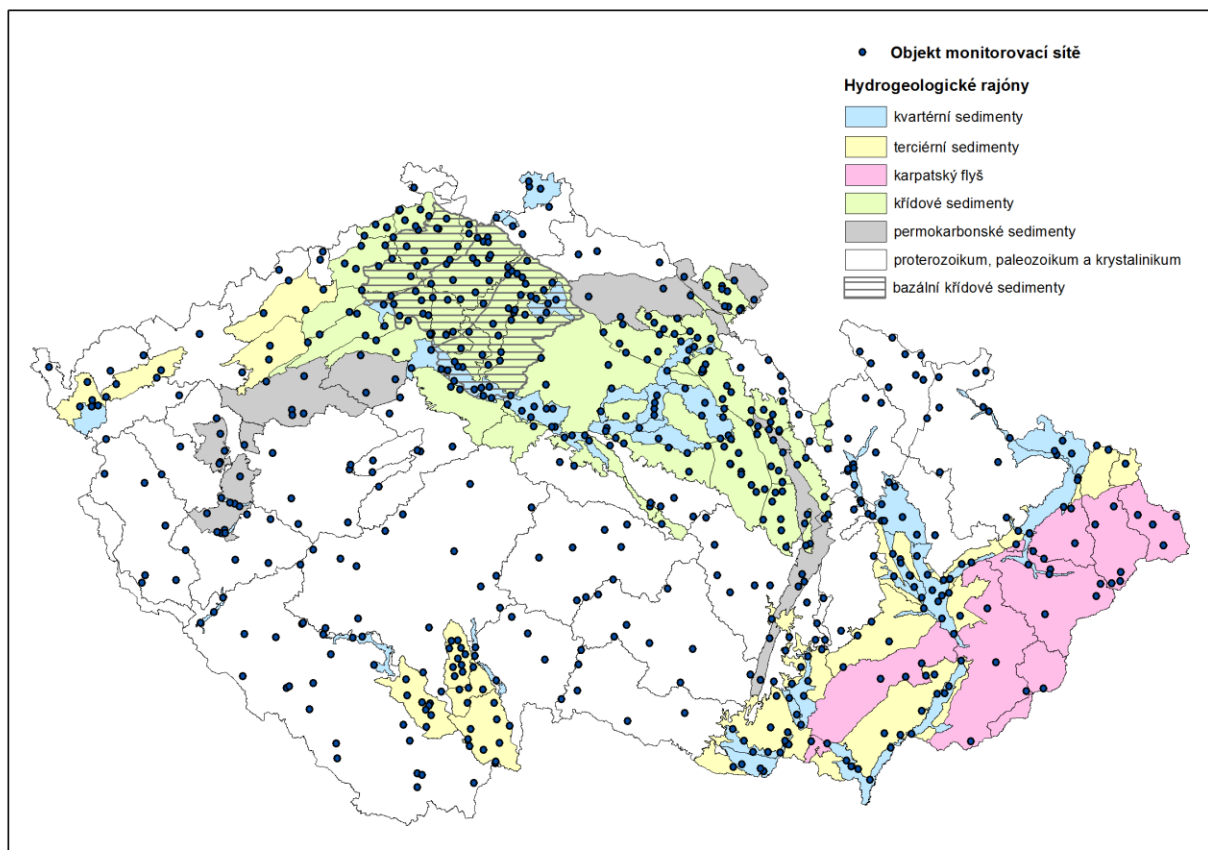 Objekt monitorovací sítě
Hydrogeologické rajóny
kvartérní sedimenty
terciérní sedimenty
karpatský flyš
křídové sedimenty
permokarbonské sedimenty
proterozoikum, paleozoikum a krystalinikum
bazální křídové sedimenty